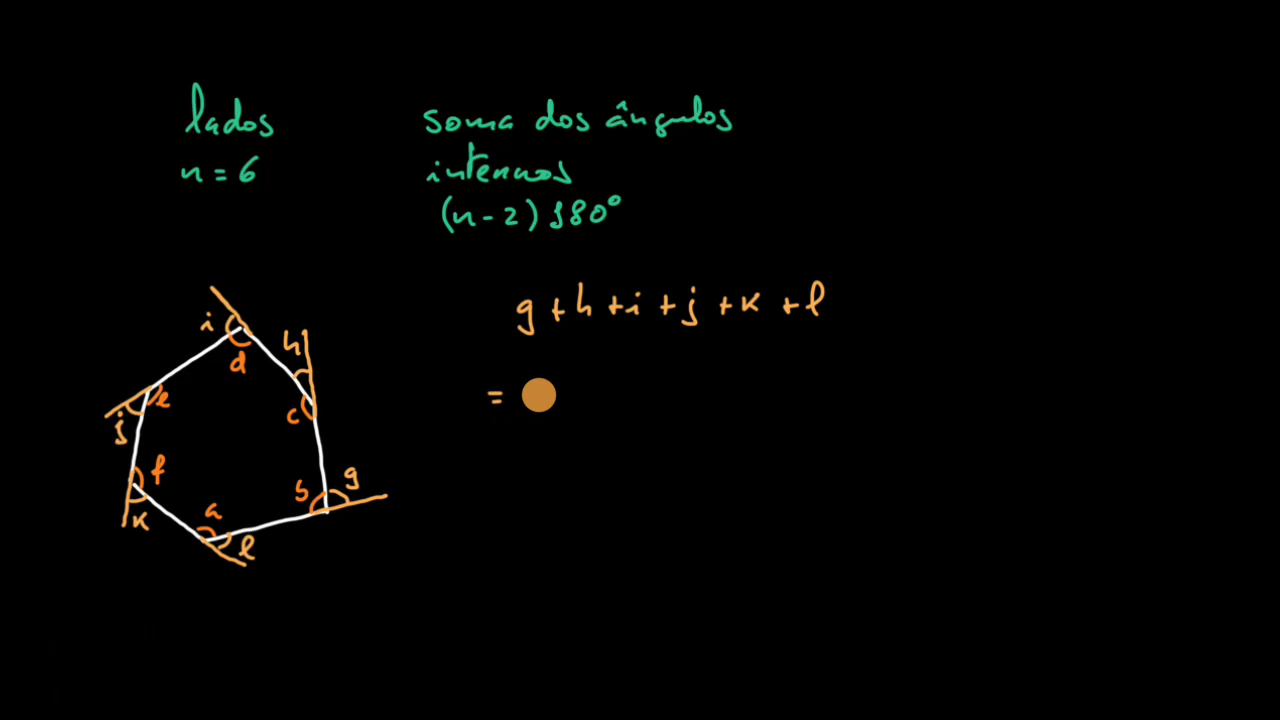 lados
n = 6
soma dos ângulos
internos
(n - 2) 180°
g + h + i + j + k + l
=
i
d
h
e
j
c
f
b
g
a
k
l